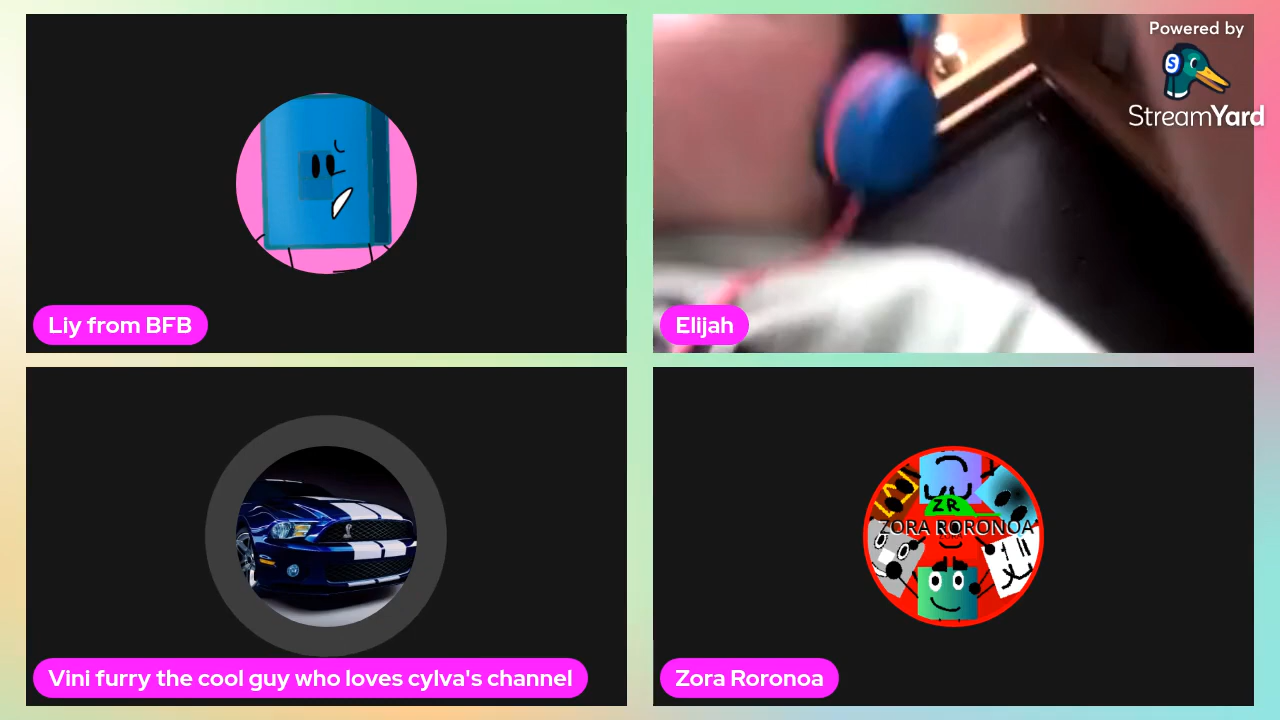 Powered by
S
StreamYard
Liy from BFB
Elijah
ZR
ZORA RORONOA
Vini furry the cool guy who loves cylva's channel
Zora Roronoa